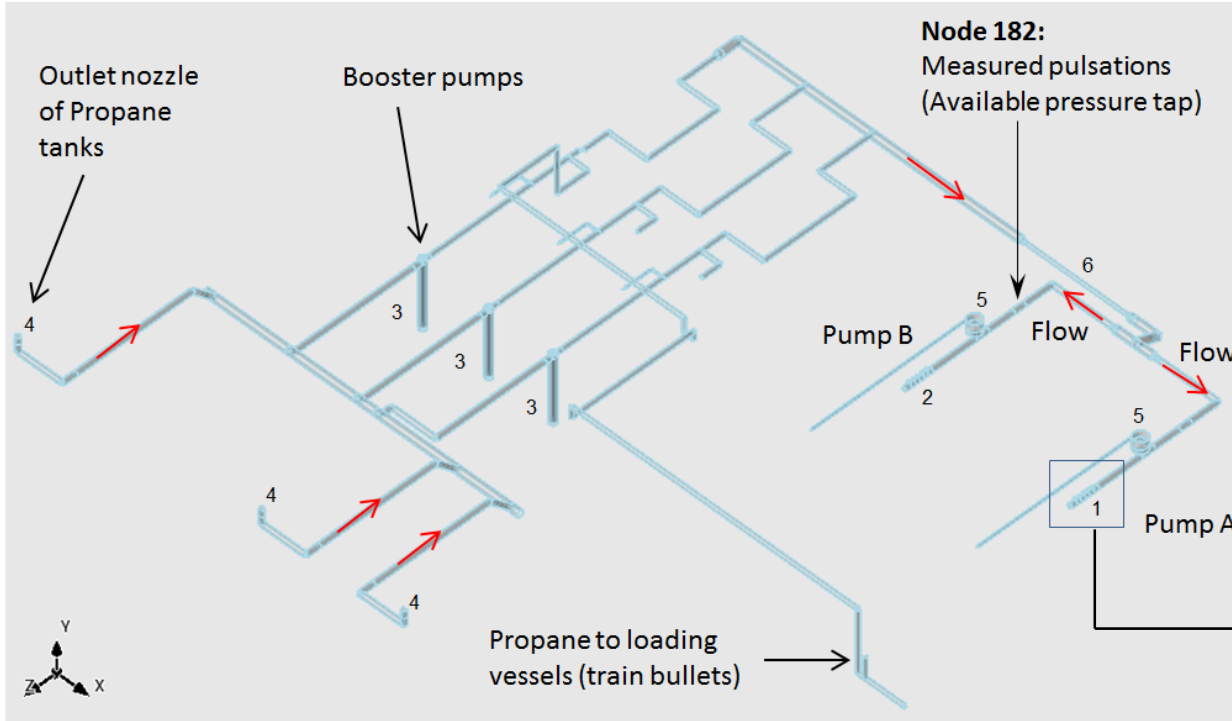 Node 182:
Measured pulsations
(Available pressure tap)
Outlet nozzle
of Propane
tanks
Booster pumps
6
5
3
4
Pump B
Flow
Flow
3
2
5
3
4
1
Pump A
4
Propane to loading
vessels (train bullets)
Y
Z
X